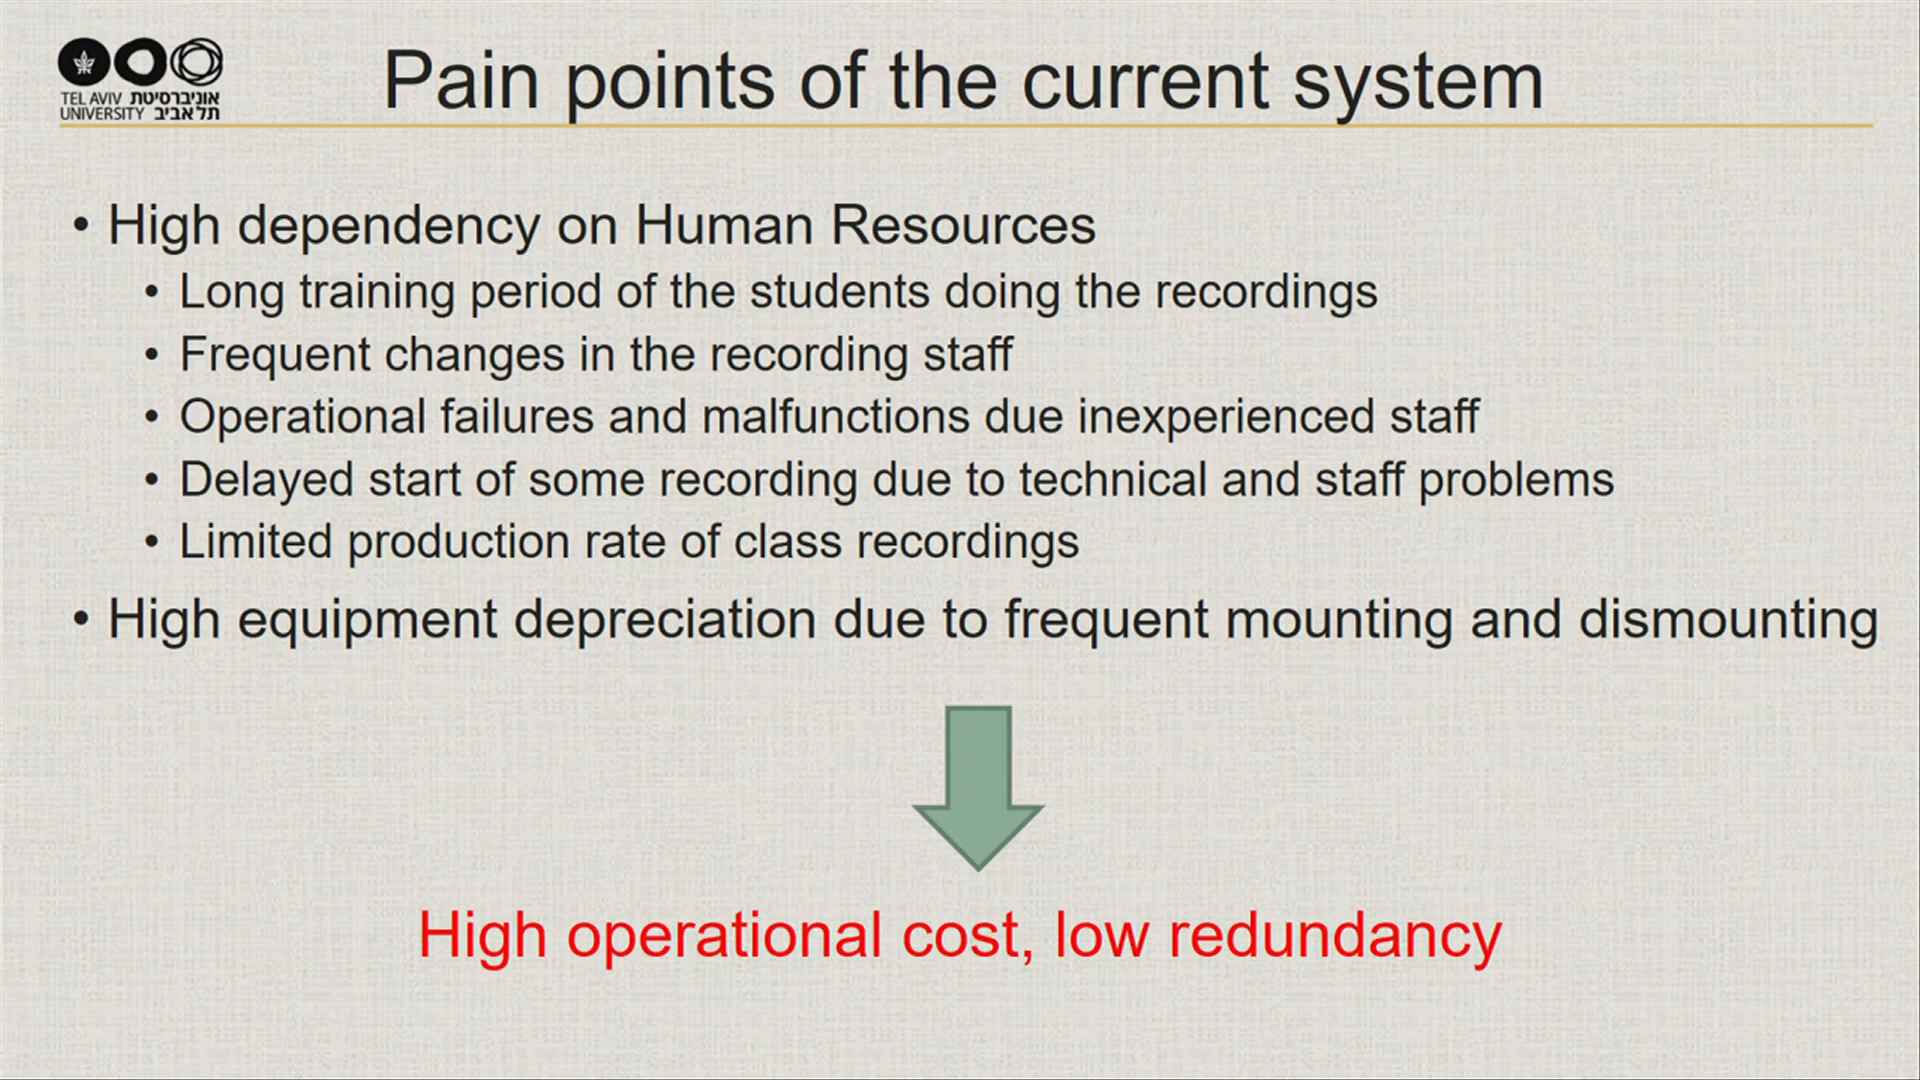 TEL AVIV אוניברסיטת
UNIVERSITY תל אביב
Pain points of the current system
• High dependency on Human Resources
• Long training period of the students doing the recordings
• Frequent changes in the recording staff
• Operational failures and malfunctions due inexperienced staff
• Delayed start of some recording due to technical and staff problems
• Limited production rate of class recordings
• High equipment depreciation due to frequent mounting and dismounting
High operational cost, low redundancy